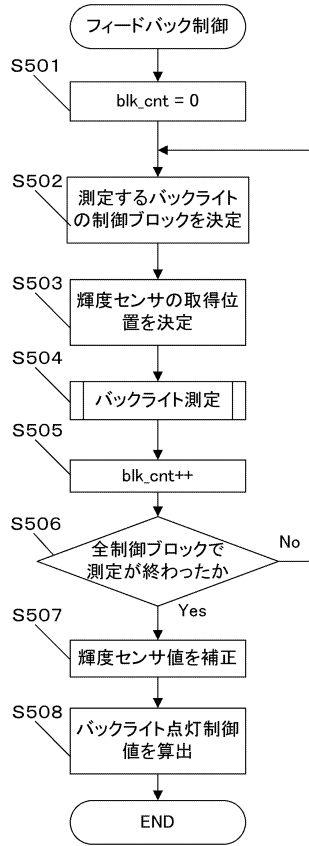 フィードバック制御
S501
blk_cnt = 0
S502
測定するバックライト
の制御ブロックを決定
S503
輝度センサの取得位
置を決定
S504
バックライト測定
S505
blk_cnt++
S506
全制御ブロックで
測定が終わったか
No
Yes
S507
輝度センサ値を補正
S508
バックライト点灯制御
値を算出
END